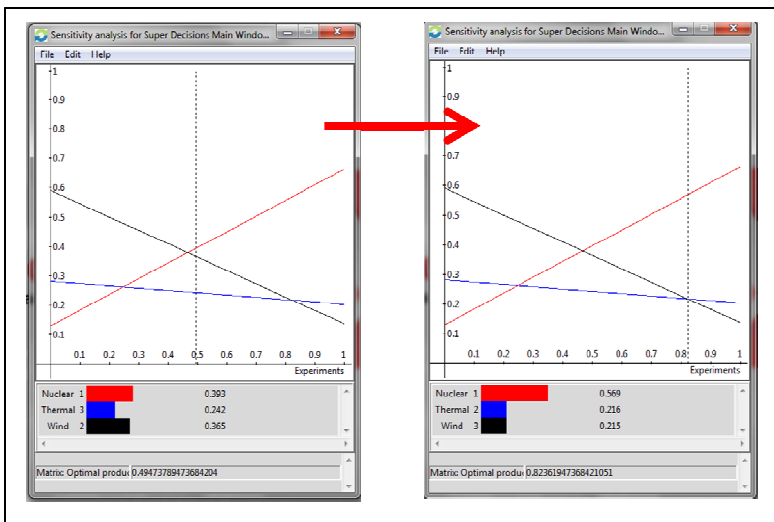 Sensitivity analysis for Super Decisions Main Windo...
File Edit Help
1
0.9
0.8
0.7
0.6
0.5
0.4
0.3
0.2
0.1
0.1 0.2 0.3 0.4 0.5 0.6 0.7 0.8 0.9 1
Experiments
Nuclear 1 0.393
Thermal 3 0.242
Wind 2 0.365
Matrix: Optimal produc 0.49473789473684204
Sensitivity analysis for Super Decisions Main Windo...
File Edit Help
1
0.9
0.7
0.6
0.5
0.4
0.3
0.2
0.1
0.1 0.2 0.3 0.4 0.5 0.6 0.7 0.8 0.9 1
Experiments
Nuclear 1 0.569
Thermal 2 0.216
Wind 3 0.215
Matrix: Optimal produc 0.82361947368421051